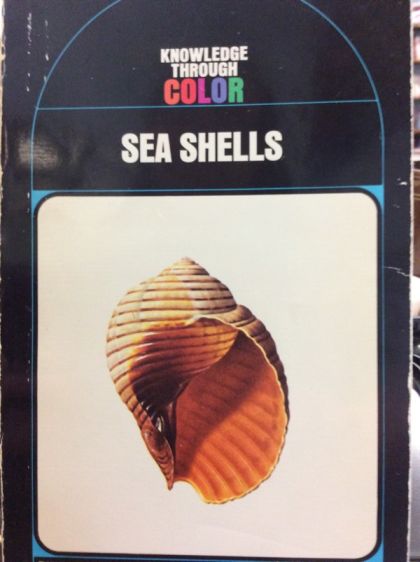 KNOWLEDGE
THROUGH
COLOR
SEA SHELLS